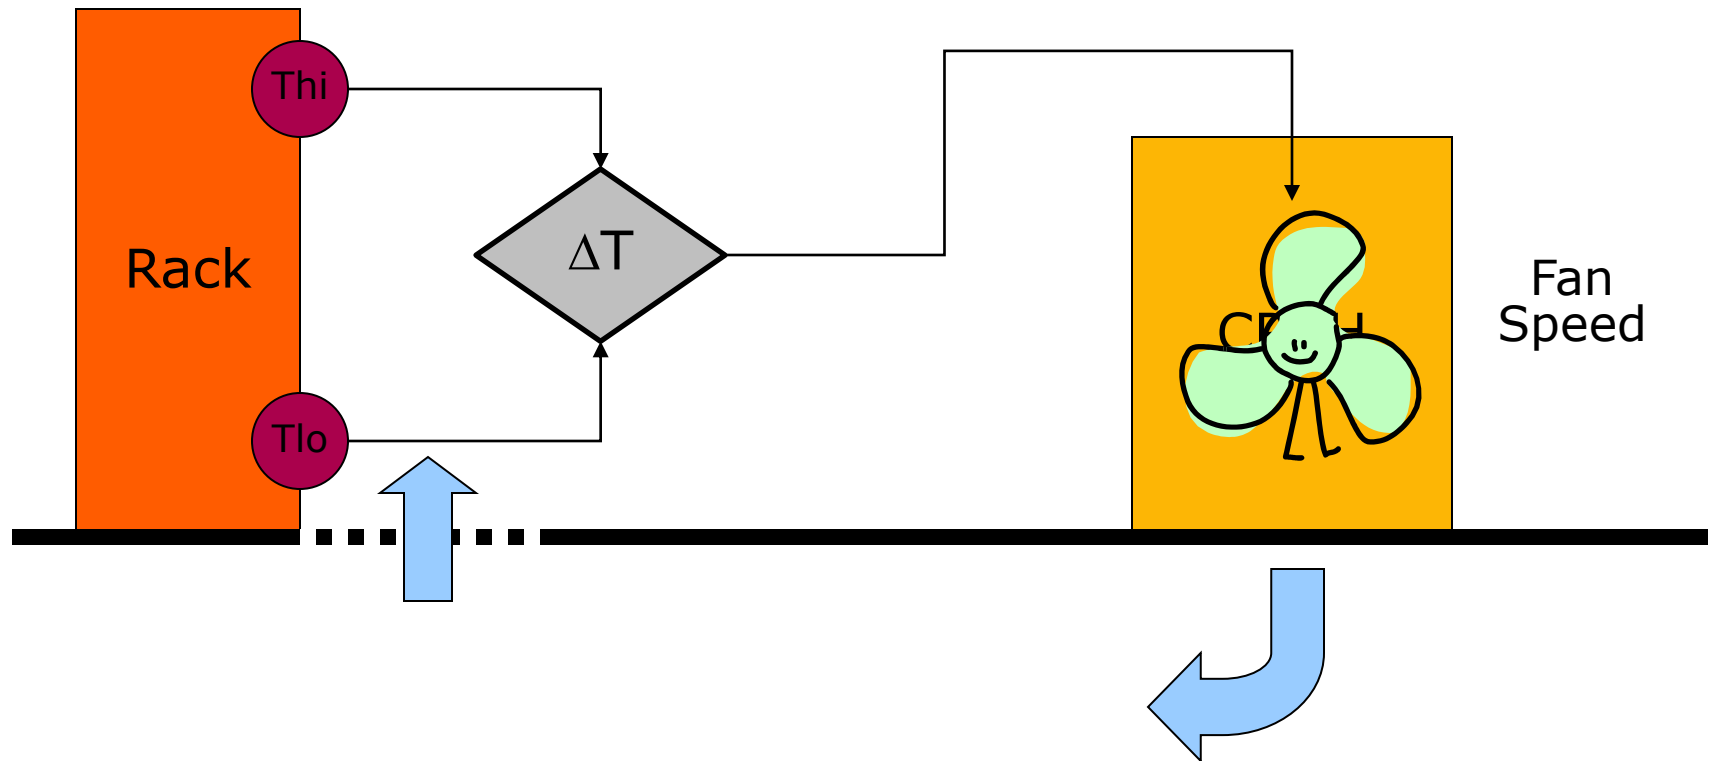 Thi
ΔT
Rack
Fan
Speed
Tlo